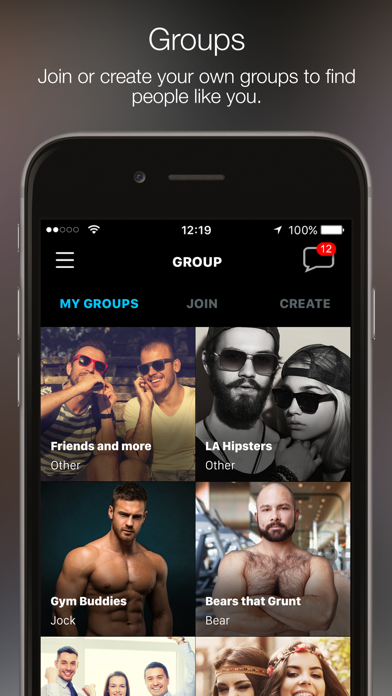 Groups
Join or create your own groups to find
people like you.
12:19
100%
12
GROUP
MY GROUPS
JOIN
CREATE
Friends and more
Other
LA Hipsters
Other
Gym Buddies
Jock
Bears that Grunt
Bear